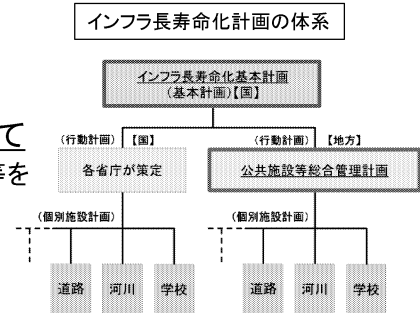 インフラ長寿命化計画の体系
インフラ長寿命化基本計画
(基本計画)【国】
て
等を
(行動計画) 【国】
(行動計画) 【地方】
各省庁が策定
公共施設等総合管理計画
(個別施設計画)
(個別施設計画)
道路 河川 学校
道路 河川 学校